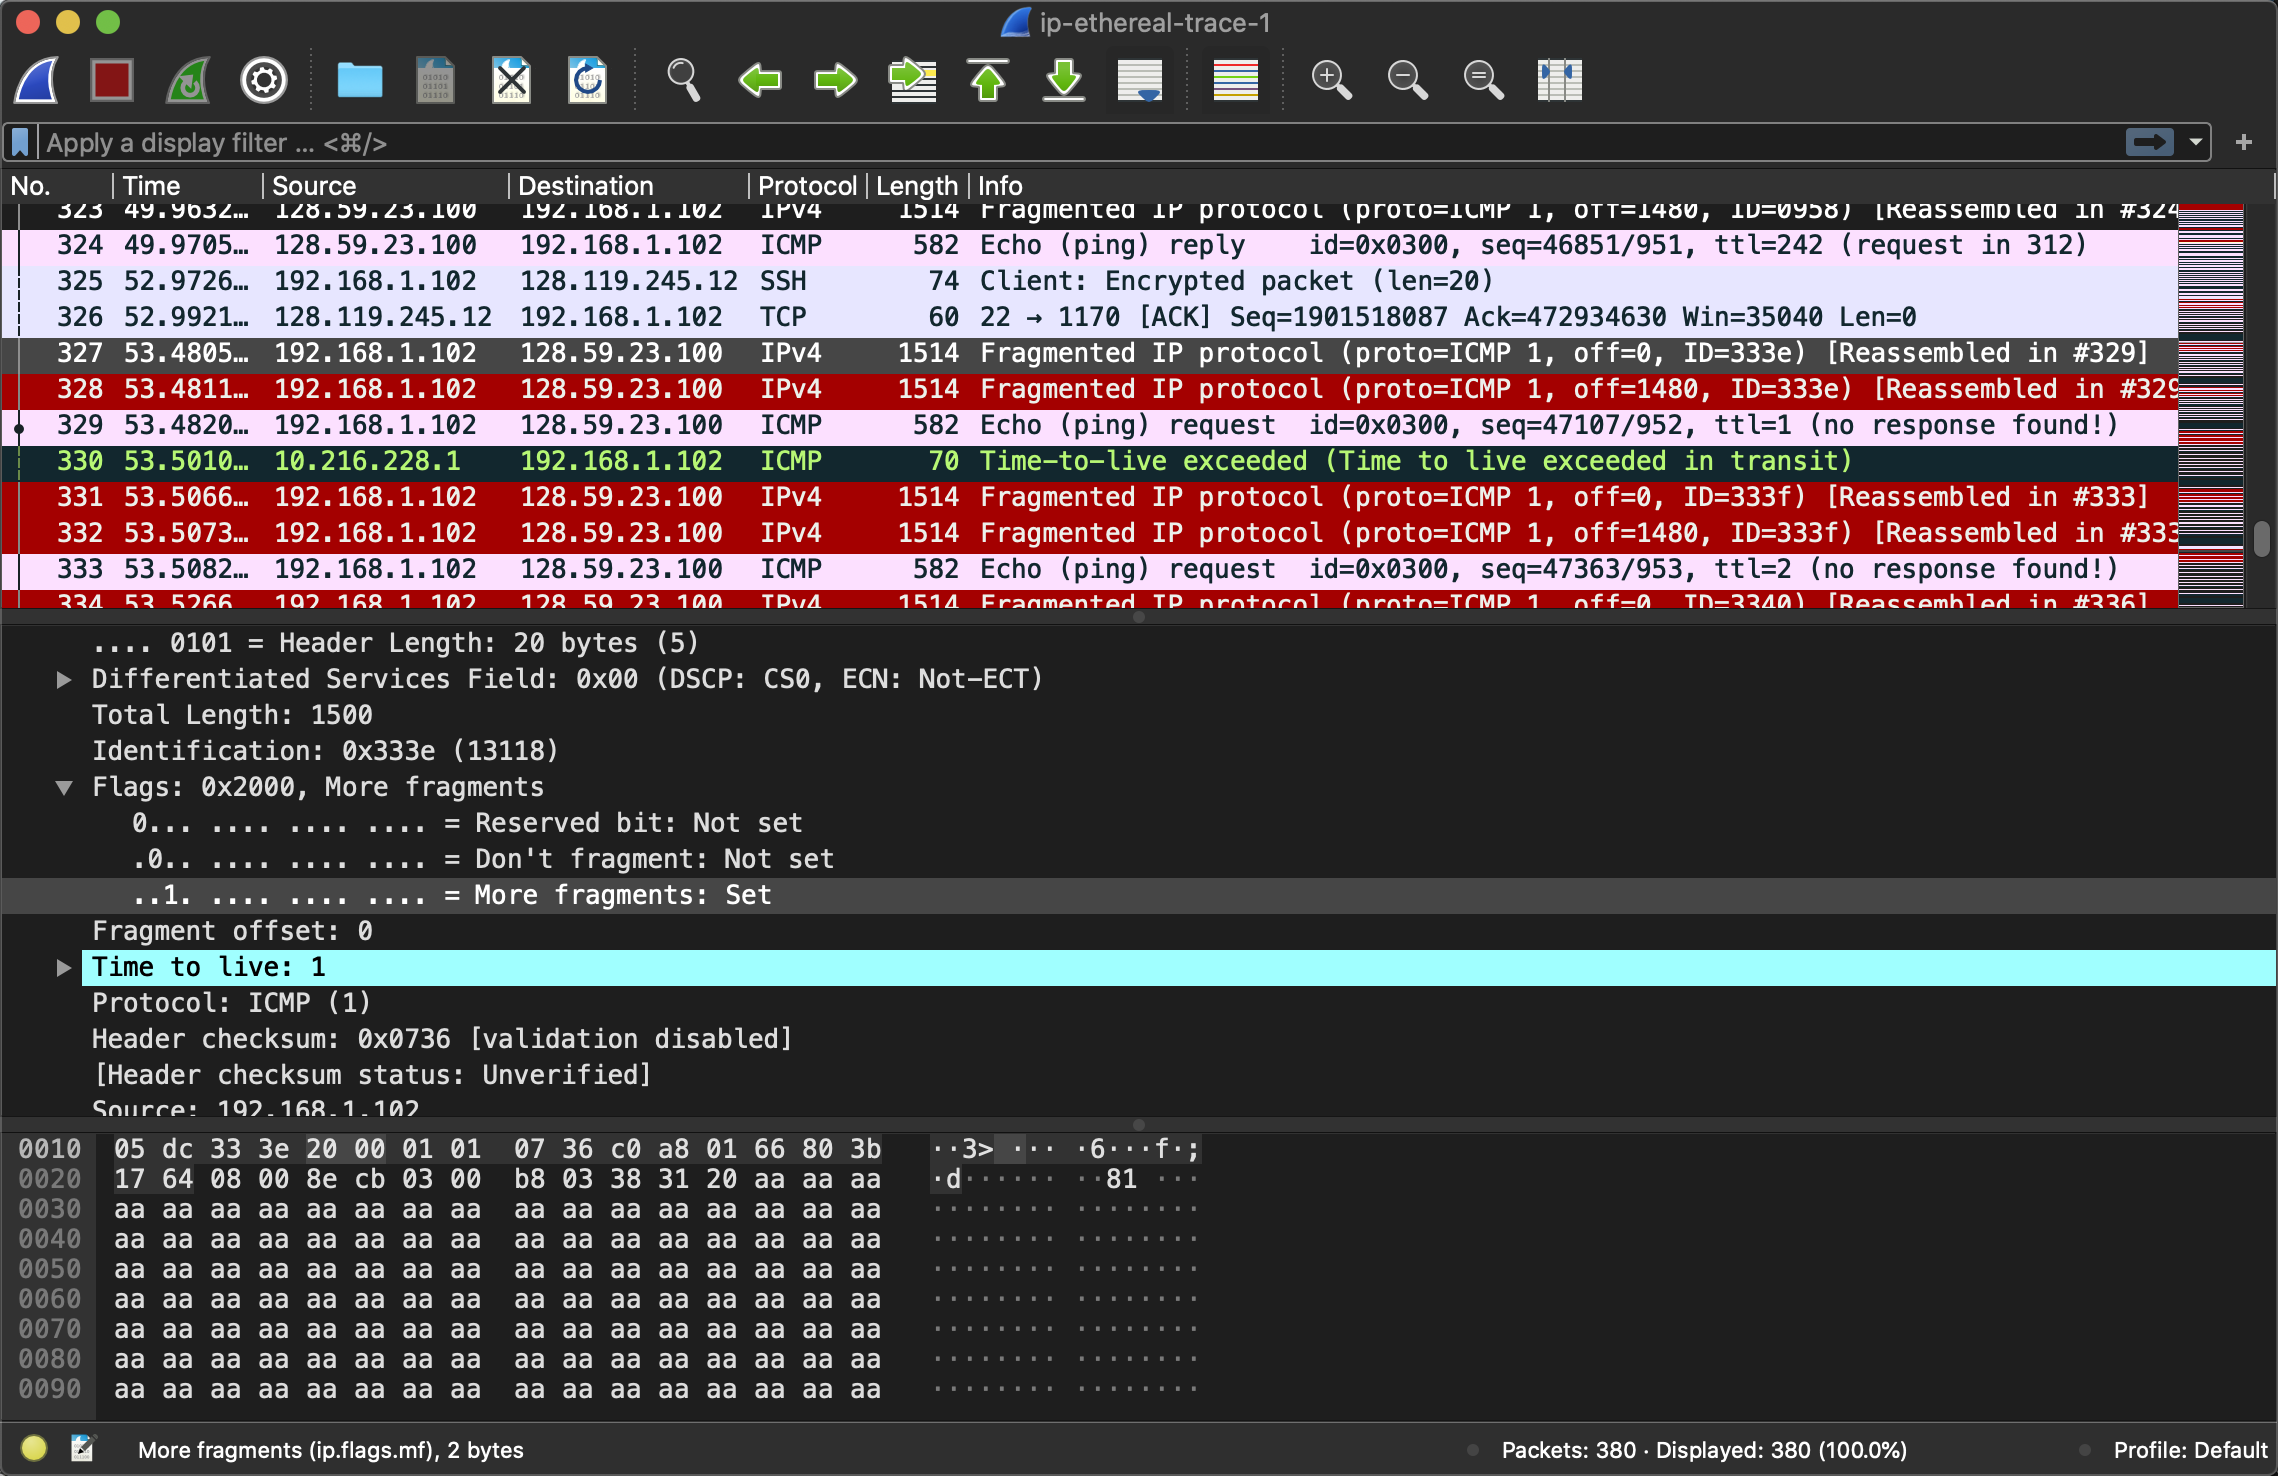 ip-ethereal-trace-1
Apply a display filter ... <⌘/>
No. Time Source Destination Protocol Length Info
323 49.9632… 128.59.23.100 192.168.1.102 IPv4 1514 Fragmented IP protocol (proto=ICMP 1, off=1480, ID=0958) [Reassembled in #324
324 49.9705… 128.59.23.100 192.168.1.102 ICMP 582 Echo (ping) reply id=0x0300, seq=46851/951, ttl=242 (request in 312)
325 52.9726… 192.168.1.102 128.119.245.12 SSH 74 Client: Encrypted packet (len=20)
326 52.9921… 128.119.245.12 192.168.1.102 TCP 60 22 → 1170 [ACK] Seq=1901518087 Ack=472934630 Win=35040 Len=0
327 53.4805… 192.168.1.102 128.59.23.100 IPv4 1514 Fragmented IP protocol (proto=ICMP 1, off=0, ID=333e) [Reassembled in #329]
328 53.4811… 192.168.1.102 128.59.23.100 IPv4 1514 Fragmented IP protocol (proto=ICMP 1, off=1480, ID=333e) [Reassembled in #329
329 53.4820… 192.168.1.102 128.59.23.100 ICMP 582 Echo (ping) request id=0x0300, seq=47107/952, ttl=1 (no response found!)
330 53.5010… 10.216.228.1 192.168.1.102 ICMP 70 Time-to-live exceeded (Time to live exceeded in transit)
331 53.5066… 192.168.1.102 128.59.23.100 IPv4 1514 Fragmented IP protocol (proto=ICMP 1, off=0, ID=333f) [Reassembled in #333]
332 53.5073… 192.168.1.102 128.59.23.100 IPv4 1514 Fragmented IP protocol (proto=ICMP 1, off=1480, ID=333f) [Reassembled in #333
333 53.5082… 192.168.1.102 128.59.23.100 ICMP 582 Echo (ping) request id=0x0300, seq=47363/953, ttl=2 (no response found!)
334 53.5266 192.168.1.102 128.59.23.100 IPv4 1514 Fragmented IP protocol (proto=ICMP 1, off=0, ID=3340) [Reassembled in #336]
.... 0101 = Header Length: 20 bytes (5)
Differentiated Services Field: 0x00 (DSCP: CS0, ECN: Not-ECT)
Total Length: 1500
Identification: 0x333e (13118)
Flags: 0x2000, More fragments
0... .... .... .... = Reserved bit: Not set
.0.. .... .... .... = Don't fragment: Not set
..1. .... .... .... = More fragments: Set
Fragment offset: 0
Time to live: 1
Protocol: ICMP (1)
Header checksum: 0x0736 [validation disabled]
[Header checksum status: Unverified]
Source: 192.168.1.102
0010 05 dc 33 3e 20 00 01 01 07 36 c0 a8 01 66 80 3b ··3> ··· ·6···f·;
0020 17 64 08 00 8e cb 03 00 b8 03 38 31 20 aa aa aa ·d······ ··81 ···
0030 aa aa aa aa aa aa aa aa aa aa aa aa aa aa aa aa ········ ········
0040 aa aa aa aa aa aa aa aa aa aa aa aa aa aa aa aa ········ ········
0050 aa aa aa aa aa aa aa aa aa aa aa aa aa aa aa aa ········ ········
0060 aa aa aa aa aa aa aa aa aa aa aa aa aa aa aa aa ········ ········
0070 aa aa aa aa aa aa aa aa aa aa aa aa aa aa aa aa ········ ········
0080 aa aa aa aa aa aa aa aa aa aa aa aa aa aa aa aa ········ ········
0090 aa aa aa aa aa aa aa aa aa aa aa aa aa aa aa aa ········ ········
More fragments (ip.flags.mf), 2 bytes Packets: 380 · Displayed: 380 (100.0%) Profile: Default